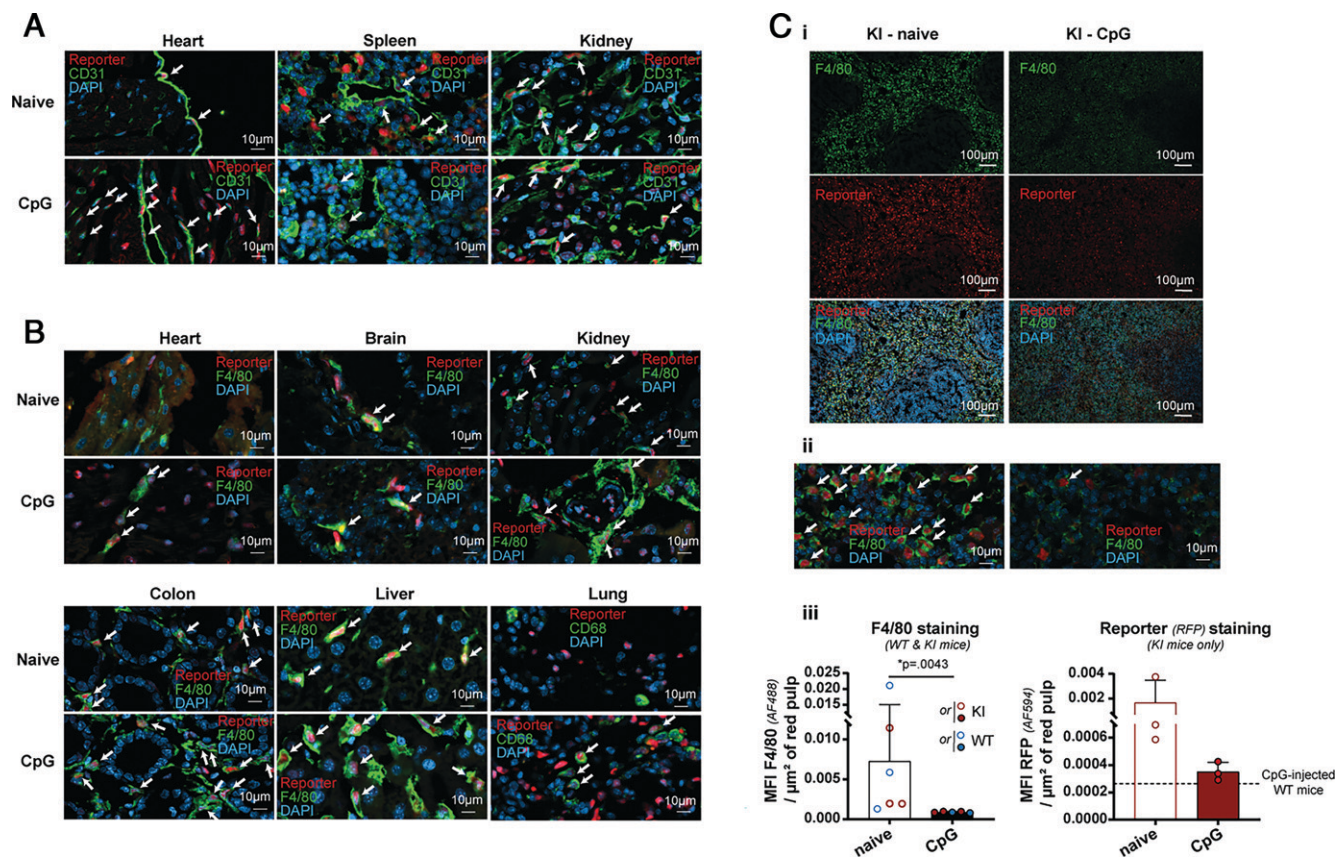 A
Heart
Spleen
Kidney
Naive
Reporter
CD31
DAPI
10µm
Reporter
CD31
DAPI
10µm
Reporter
CD31
DAPI
10µm
CpG
Reporter
CD31
DAPI
10µm
Reporter
CD31
DAPI
10µm
Reporter
CD31
DAPI
10µm
B
Heart
Brain
Kidney
Naive
Reporter
F4/80
DAPI
10µm
Reporter
F4/80
DAPI
10µm
Reporter
F4/80
DAPI
10µm
CpG
Reporter
F4/80
DAPI
10µm
Reporter
F4/80
DAPI
10µm
Reporter
F4/80
DAPI
10µm
Colon
Liver
Lung
Naive
Reporter
F4/80
DAPI
10µm
Reporter
F4/80
DAPI
10µm
Reporter
CD68
DAPI
10µm
CpG
Reporter
F4/80
DAPI
10µm
Reporter
F4/80
DAPI
10µm
Reporter
CD68
DAPI
10µm
C
i
KI - naive
KI - CpG
F4/80
100µm
F4/80
100µm
Reporter
100µm
Reporter
100µm
Reporter
F4/80
DAPI
100µm
Reporter
F4/80
DAPI
100µm
ii
Reporter
F4/80
DAPI
10µm
Reporter
F4/80
DAPI
10µm
iii
F4/80 staining
(WT & KI mice)
*p=.0043
MFI F4/80 (AF488)
/ µm² of red pulp
0.025
0.020
0.015
0.010
0.005
0.000
or KI
or WT
naive
CpG
Reporter (RFP) staining
(KI mice only)
MFI RFP (AF594)
/ µm² of red pulp
0.004
0.002
0.0006
0.0004
0.0002
0.0000
CpG-injected
WT mice
naive
CpG